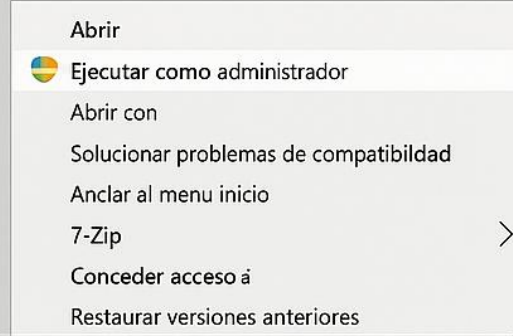 Abrir
Ejecutar como administrador
Abrir con
Solucionar problemas de compatibildad
Anclar al menu inicio
7-Zip
Conceder acceso á
Restaurar versiones anteriores